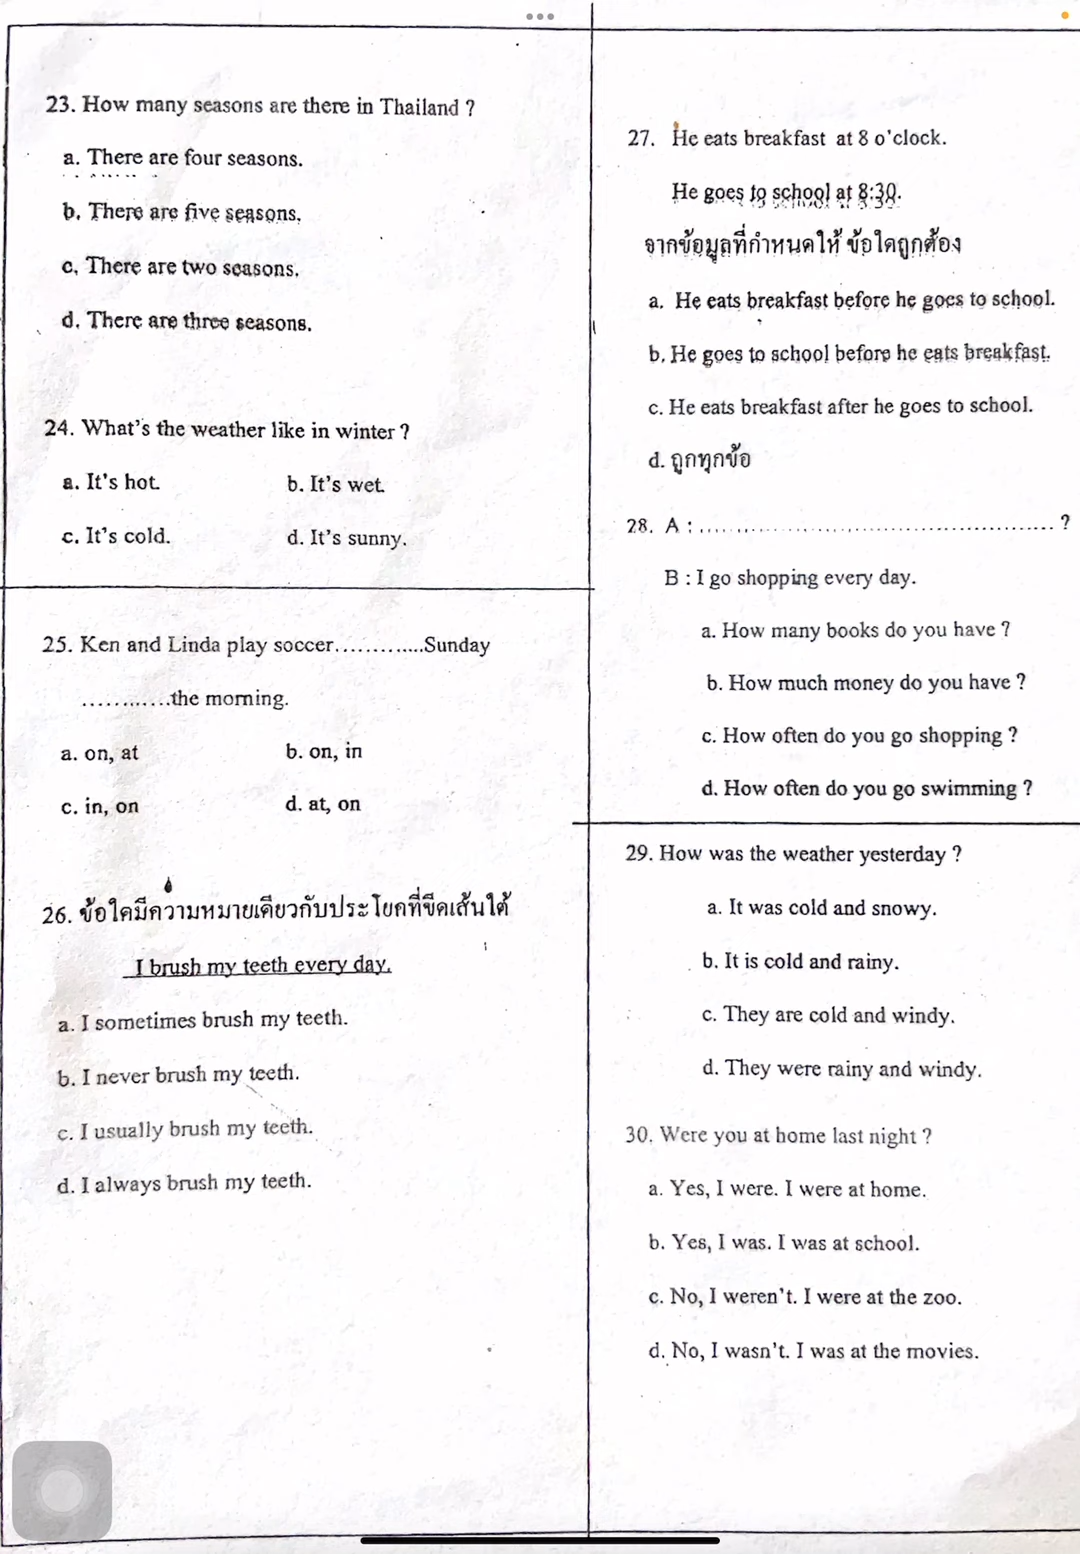 23. How many seasons are there in Thailand ?
a. There are four seasons.
b. There are five seasons.
c. There are two seasons.
d. There are three seasons.
24. What's the weather like in winter ?
a. It's hot. b. It's wet.
c. It's cold. d. It's sunny.
25. Ken and Linda play soccer.............Sunday
............the morning.
a. on, at b. on, in
c. in, on d. at, on
26. ข้อใดมีความหมายเดียวกับประโยคที่ขีดเส้นใต้
I brush my teeth every day.
a. I sometimes brush my teeth.
b. I never brush my teeth.
c. I usually brush my teeth.
d. I always brush my teeth.
27. He eats breakfast at 8 o'clock.
He goes to school at 8:30.
จากข้อมูลที่กำหนดให้ ข้อใดถูกต้อง
a. He eats breakfast before he goes to school.
b. He goes to school before he eats breakfast.
c. He eats breakfast after he goes to school.
d. ถูกทุกข้อ
28. A : .................................................. ?
B : I go shopping every day.
a. How many books do you have ?
b. How much money do you have ?
c. How often do you go shopping ?
d. How often do you go swimming ?
29. How was the weather yesterday ?
a. It was cold and snowy.
b. It is cold and rainy.
c. They are cold and windy.
d. They were rainy and windy.
30. Were you at home last night ?
a. Yes, I were. I were at home.
b. Yes, I was. I was at school.
c. No, I weren't. I were at the zoo.
d. No, I wasn't. I was at the movies.